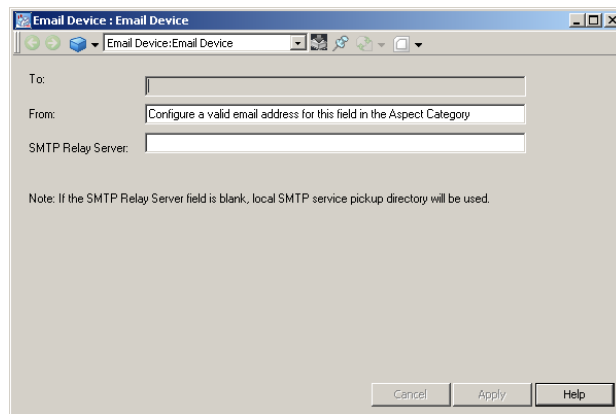 Email Device : Email Device
Email Device:Email Device
To:
From:
Configure a valid email address for this field in the Aspect Category
SMTP Relay Server:
Note: If the SMTP Relay Server field is blank, local SMTP service pickup directory will be used.
Cancel
Apply
Help